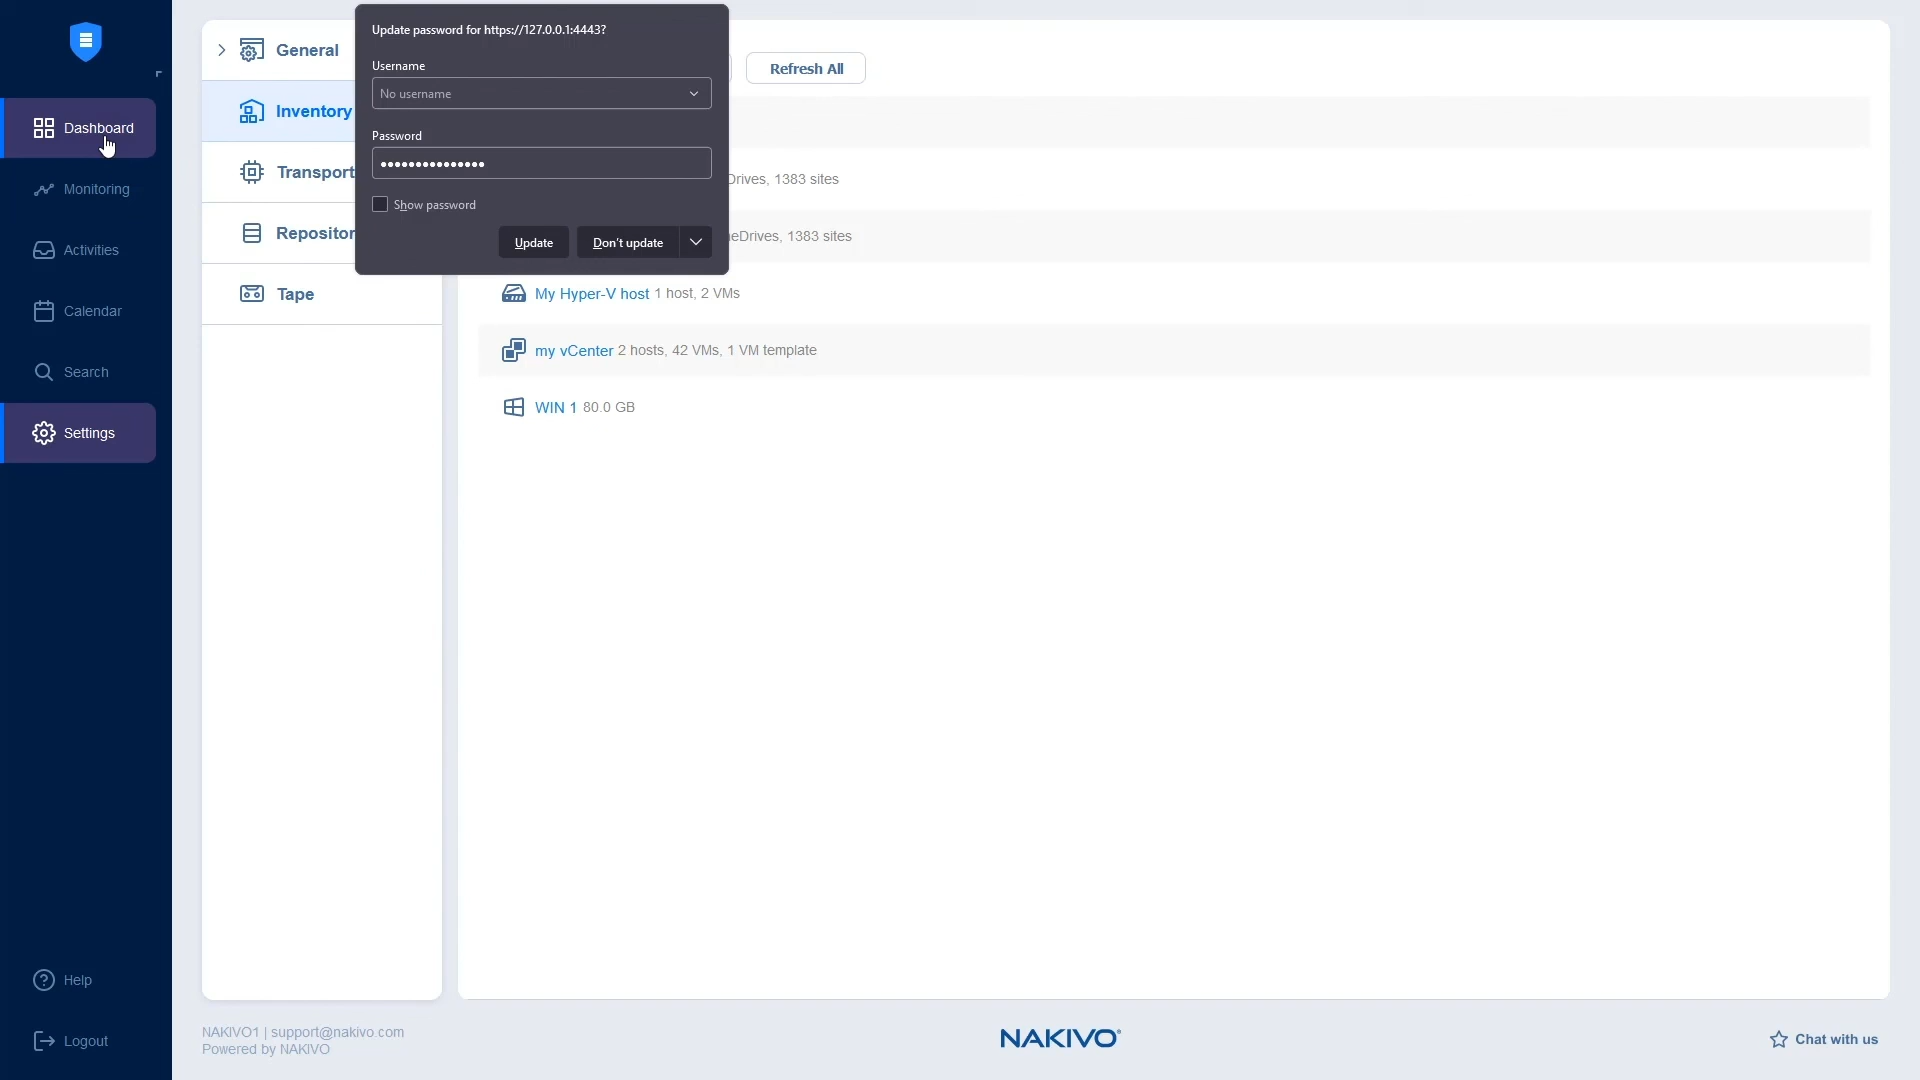 Dashboard
Monitoring
Activities
Calendar
Search
Settings
Help
Logout
General
Inventory
Transport
Repositor
Tape
Update password for https://127.0.0.1:4443?
Username
No username
Password
•••••••••••••••
Show password
Update
Don't update
Refresh All
Drives, 1383 sites
eDrives, 1383 sites
My Hyper-V host 1 host, 2 VMs
my vCenter 2 hosts, 42 VMs, 1 VM template
WIN 1 80.0 GB
NAKIVO1 | support@nakivo.com
Powered by NAKIVO
NAKIVO®
Chat with us